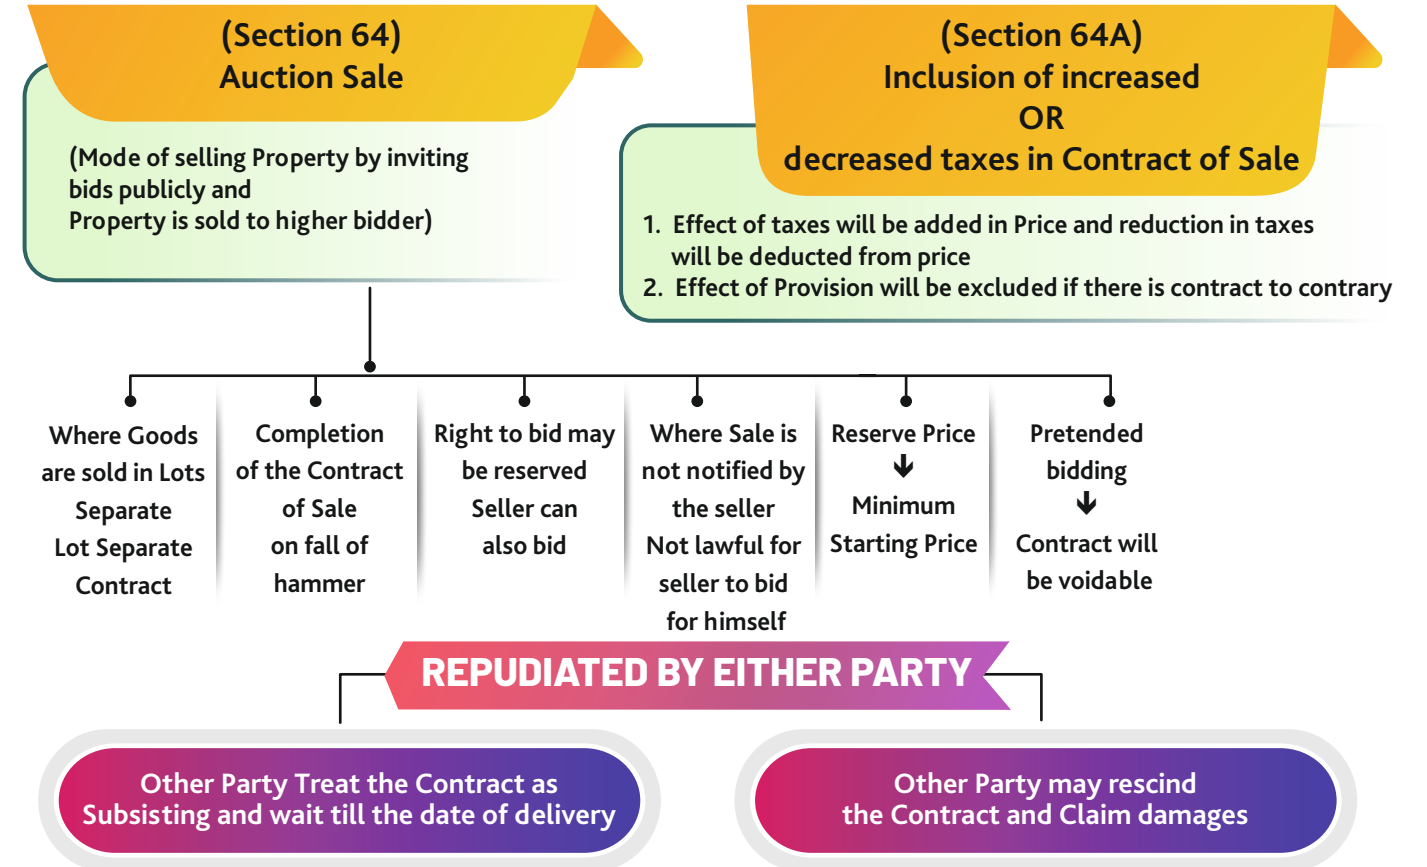 (Section 64)
Auction Sale
(Mode of selling Property by inviting
bids publicly and
Property is sold to higher bidder)
(Section 64A)
Inclusion of increased
OR
decreased taxes in Contract of Sale
1. Effect of taxes will be added in Price and reduction in taxes
will be deducted from price
2. Effect of Provision will be excluded if there is contract to contrary
Where Goods
are sold in Lots
Separate
Lot Separate
Contract
Completion
of the Contract
of Sale
on fall of
hammer
Right to bid may
be reserved
Seller can
also bid
Where Sale is
not notified by
the seller
Not lawful for
seller to bid
for himself
Reserve Price
Minimum
Starting Price
Pretended
bidding
Contract will
be voidable
REPUDIATED BY EITHER PARTY
Other Party Treat the Contract as
Subsisting and wait till the date of delivery
Other Party may rescind
the Contract and Claim damages